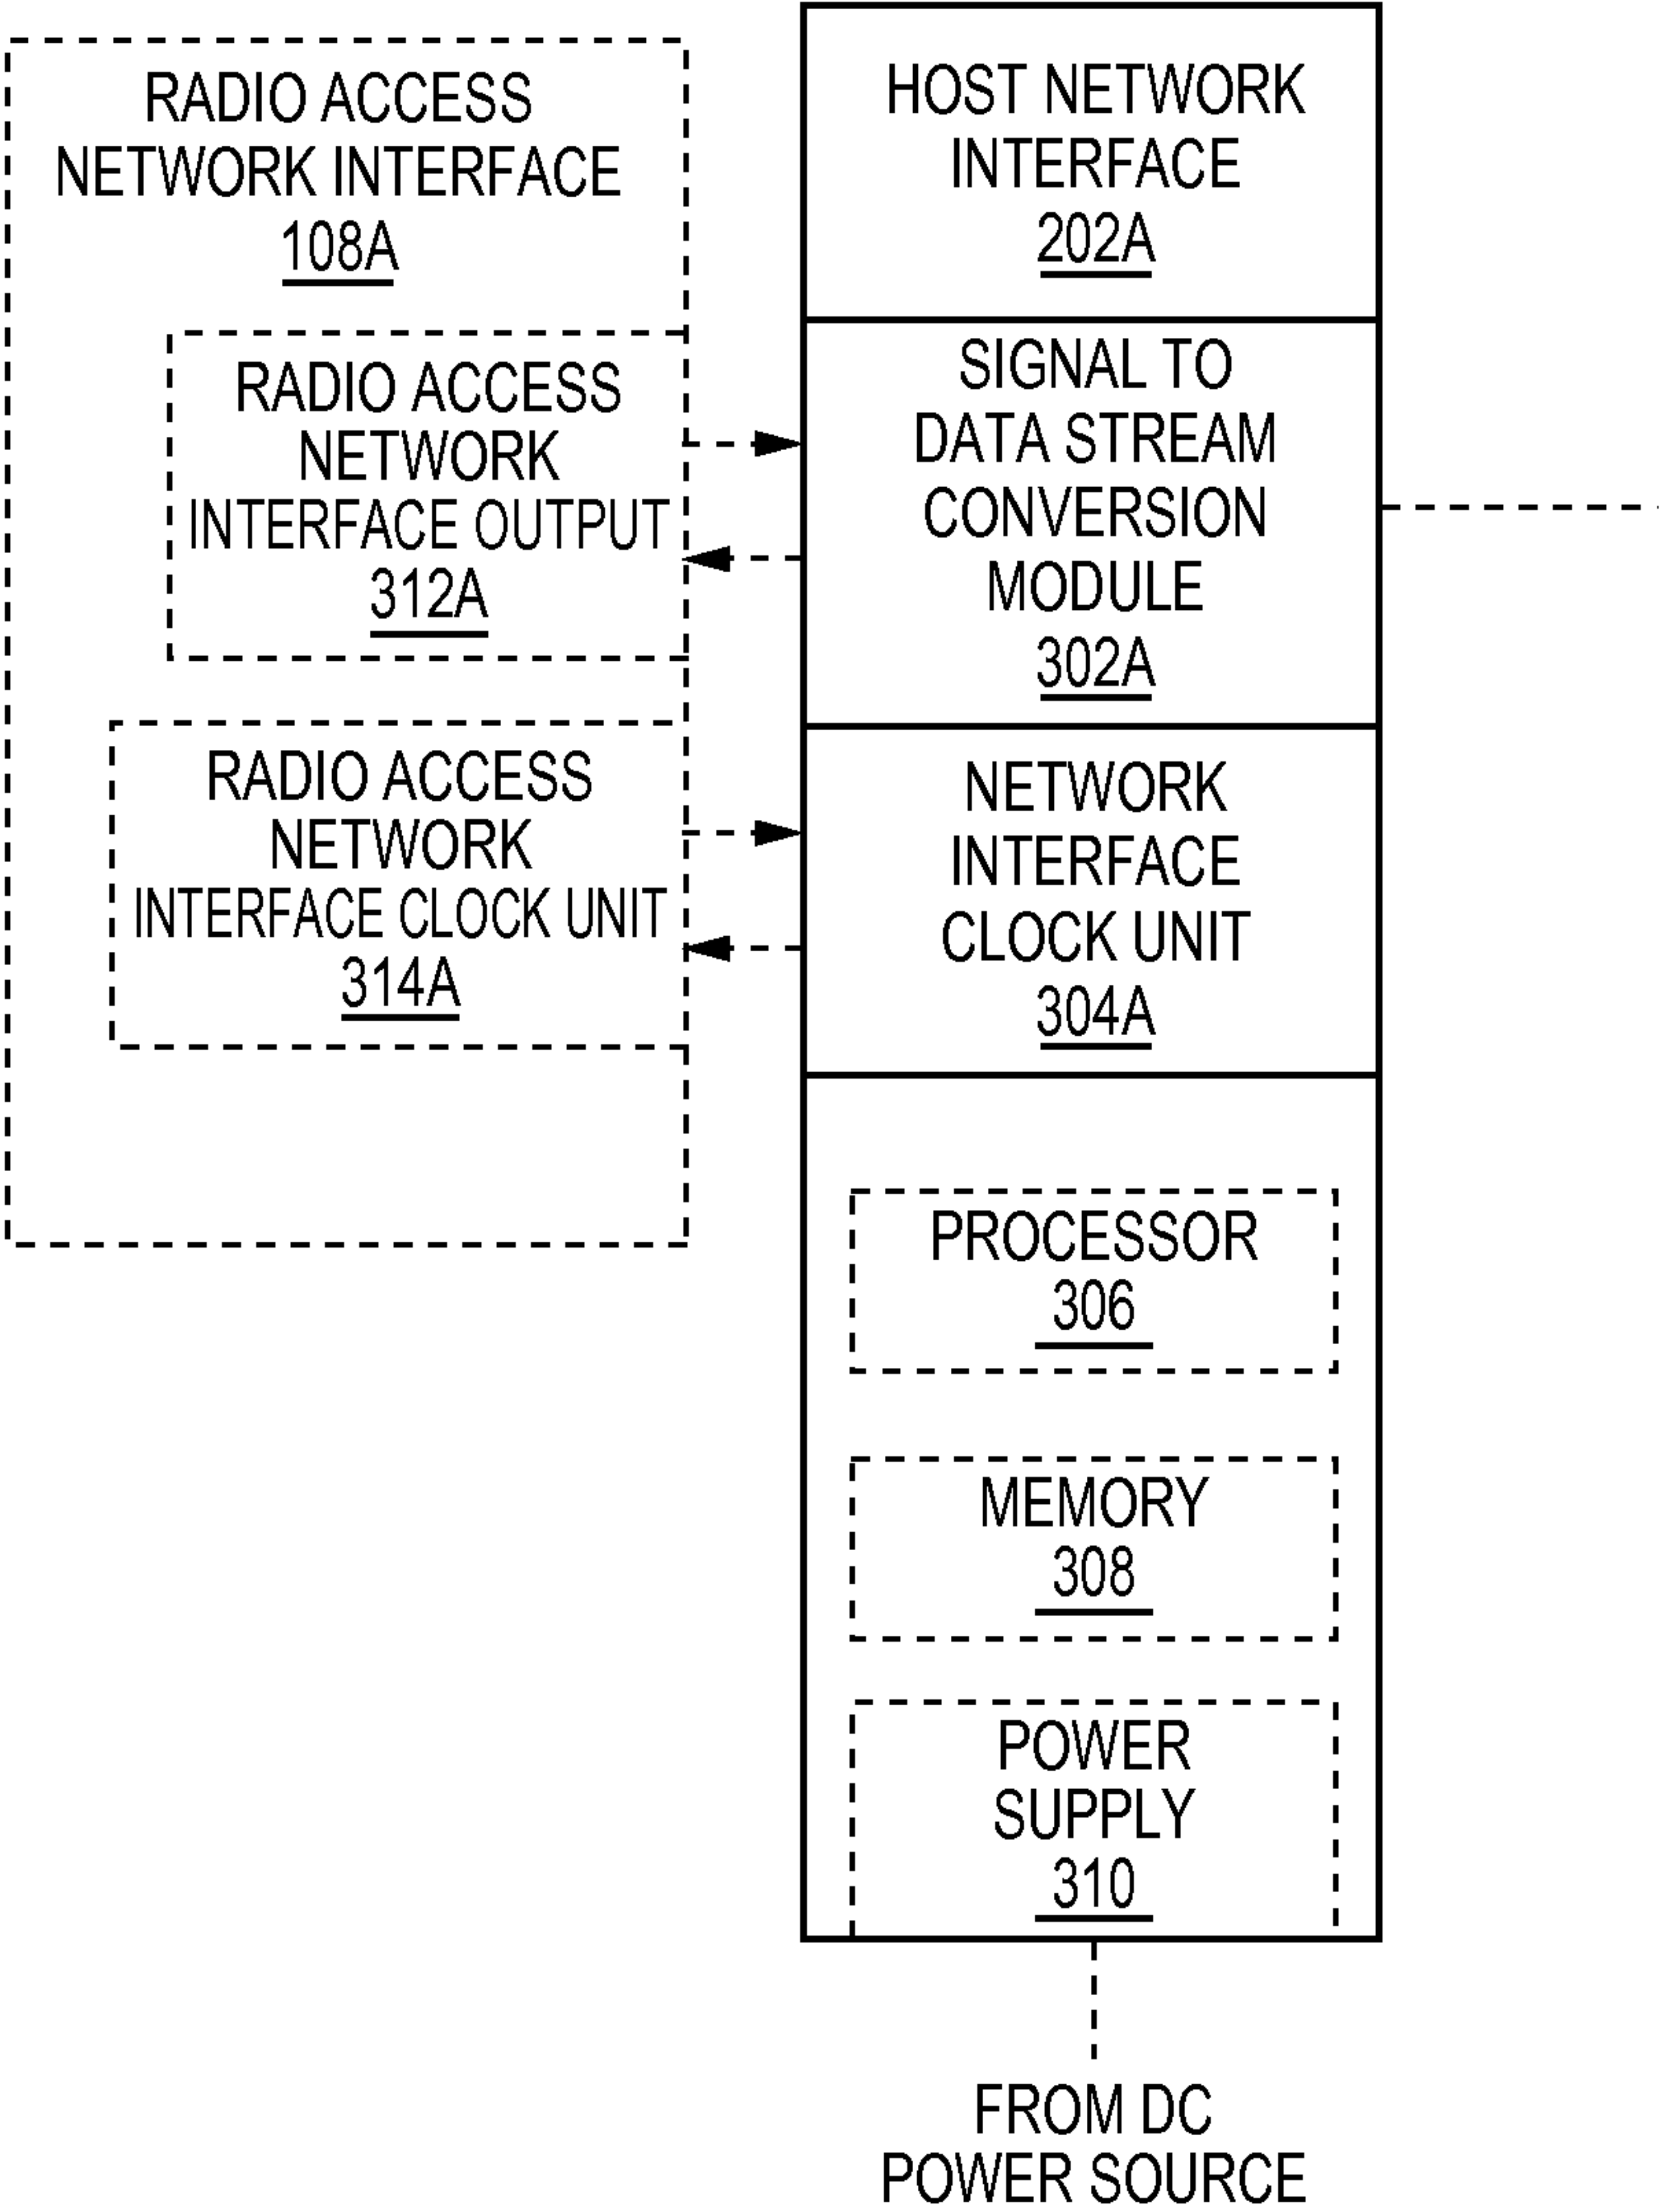 RADIO ACCESS
NETWORK INTERFACE
108A
RADIO ACCESS
NETWORK
INTERFACE OUTPUT
312A
RADIO ACCESS
NETWORK
INTERFACE CLOCK UNIT
314A
HOST NETWORK
INTERFACE
202A
SIGNAL TO
DATA STREAM
CONVERSION
MODULE
302A
NETWORK
INTERFACE
CLOCK UNIT
304A
PROCESSOR
306
MEMORY
308
POWER
SUPPLY
310
FROM DC
POWER SOURCE